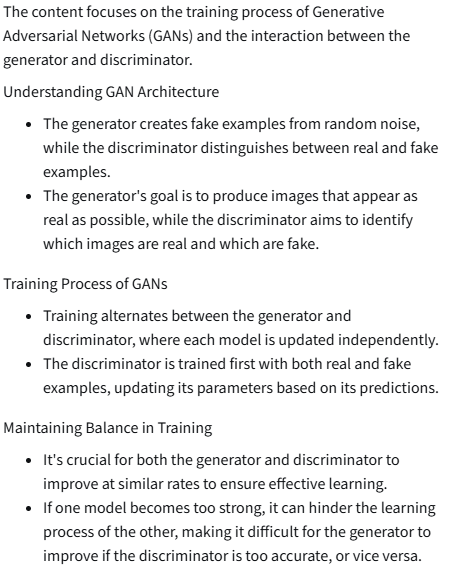 The content focuses on the training process of Generative
Adversarial Networks (GANs) and the interaction between the
generator and discriminator.
Understanding GAN Architecture
• The generator creates fake examples from random noise,
while the discriminator distinguishes between real and fake
examples.
• The generator's goal is to produce images that appear as
real as possible, while the discriminator aims to identify
which images are real and which are fake.
Training Process of GANs
• Training alternates between the generator and
discriminator, where each model is updated independently.
• The discriminator is trained first with both real and fake
examples, updating its parameters based on its predictions.
Maintaining Balance in Training
• It's crucial for both the generator and discriminator to
improve at similar rates to ensure effective learning.
• If one model becomes too strong, it can hinder the learning
process of the other, making it difficult for the generator to
improve if the discriminator is too accurate, or vice versa.